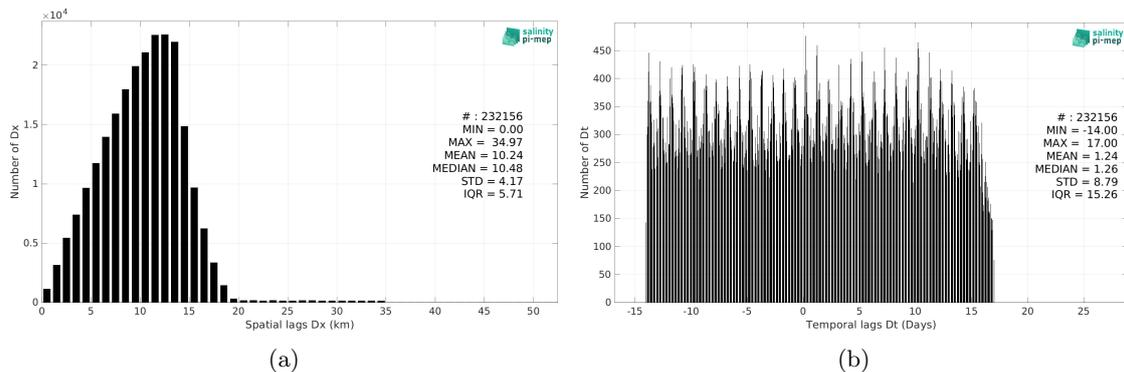 ×10⁴
2
1.5
1
0.5
0
Number of Dx
0 5 10 15 20 25 30 35 40 45 50
Spatial lags Dx (km)
salinity
pi-mep
# : 232156
MIN = 0.00
MAX = 34.97
MEAN = 10.24
MEDIAN = 10.48
STD = 4.17
IQR = 5.71
(a)
450
400
350
300
250
200
150
100
50
0
Number of Dt
-15 -10 -5 0 5 10 15 20 25
Temporal lags Dt (Days)
salinity
pi-mep
# : 232156
MIN = -14.00
MAX = 17.00
MEAN = 1.24
MEDIAN = 1.26
STD = 8.79
IQR = 15.26
(b)